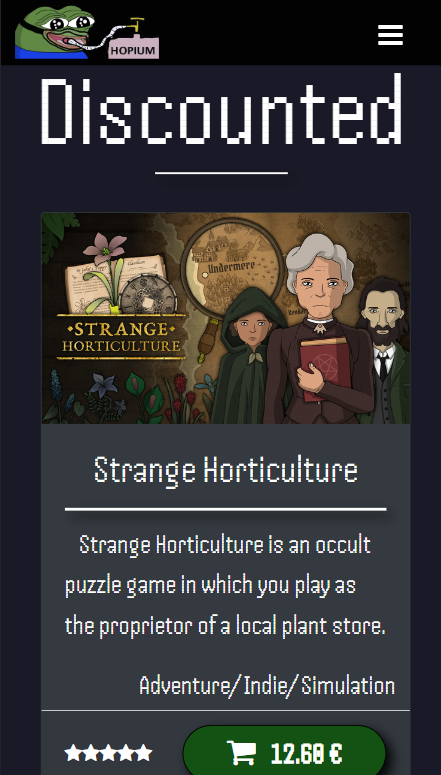 HOPIUM
Discounted
Undermere
STRANGE
HORTICULTURE
Strange Horticulture
Strange Horticulture is an occult
puzzle game in which you play as
the proprietor of a local plant store.
Adventure/Indie/Simulation
12.60 €